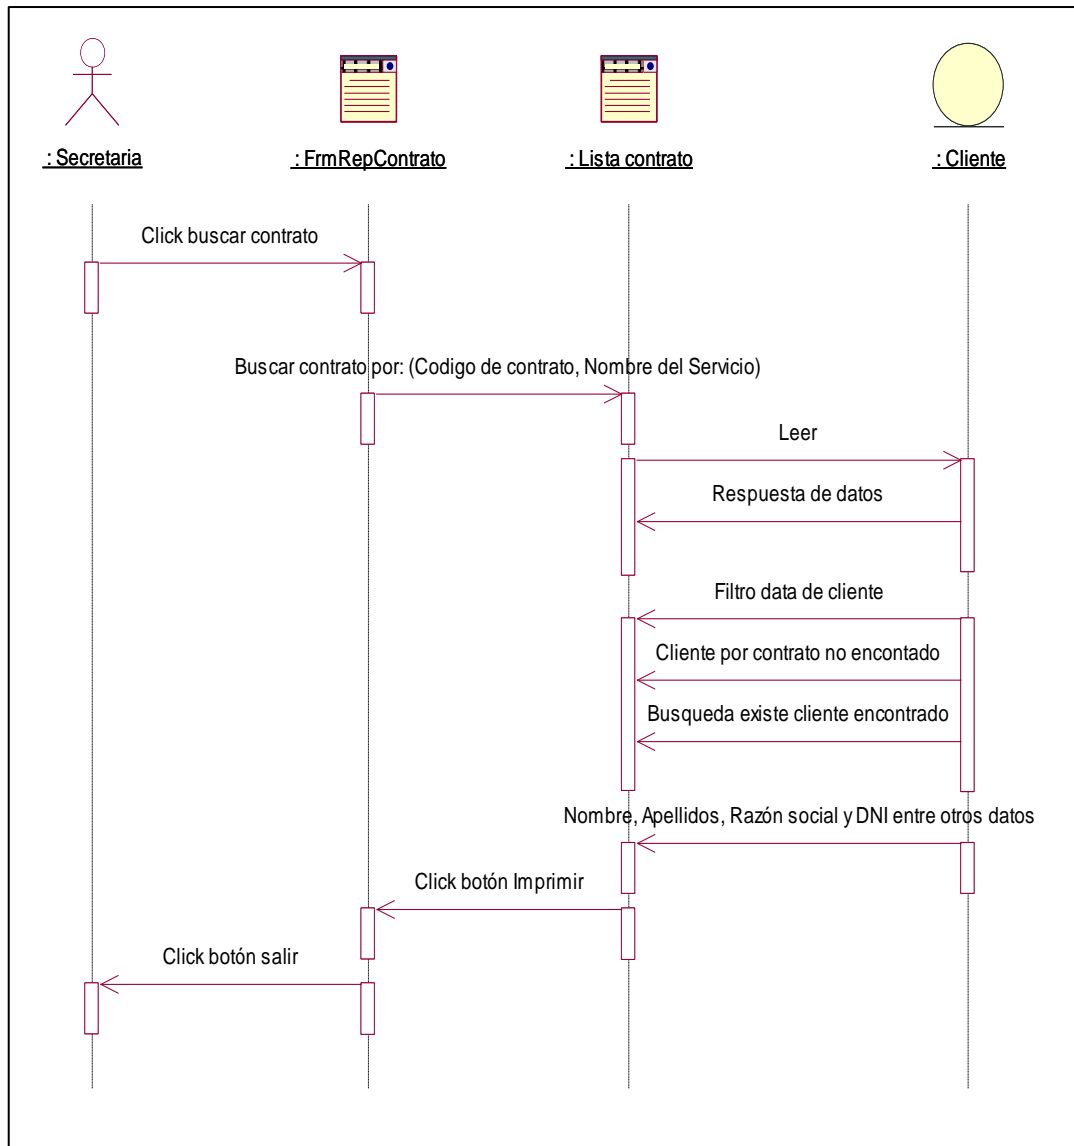 : Secretaria
: FrmRepContrato
: Lista contrato
: Cliente
Click buscar contrato
Buscar contrato por: (Codigo de contrato, Nombre del Servicio)
Leer
Respuesta de datos
Filtro data de cliente
Cliente por contrato no encontado
Busqueda existe cliente encontrado
Nombre, Apellidos, Razón social y DNI entre otros datos
Click botón Imprimir
Click botón salir